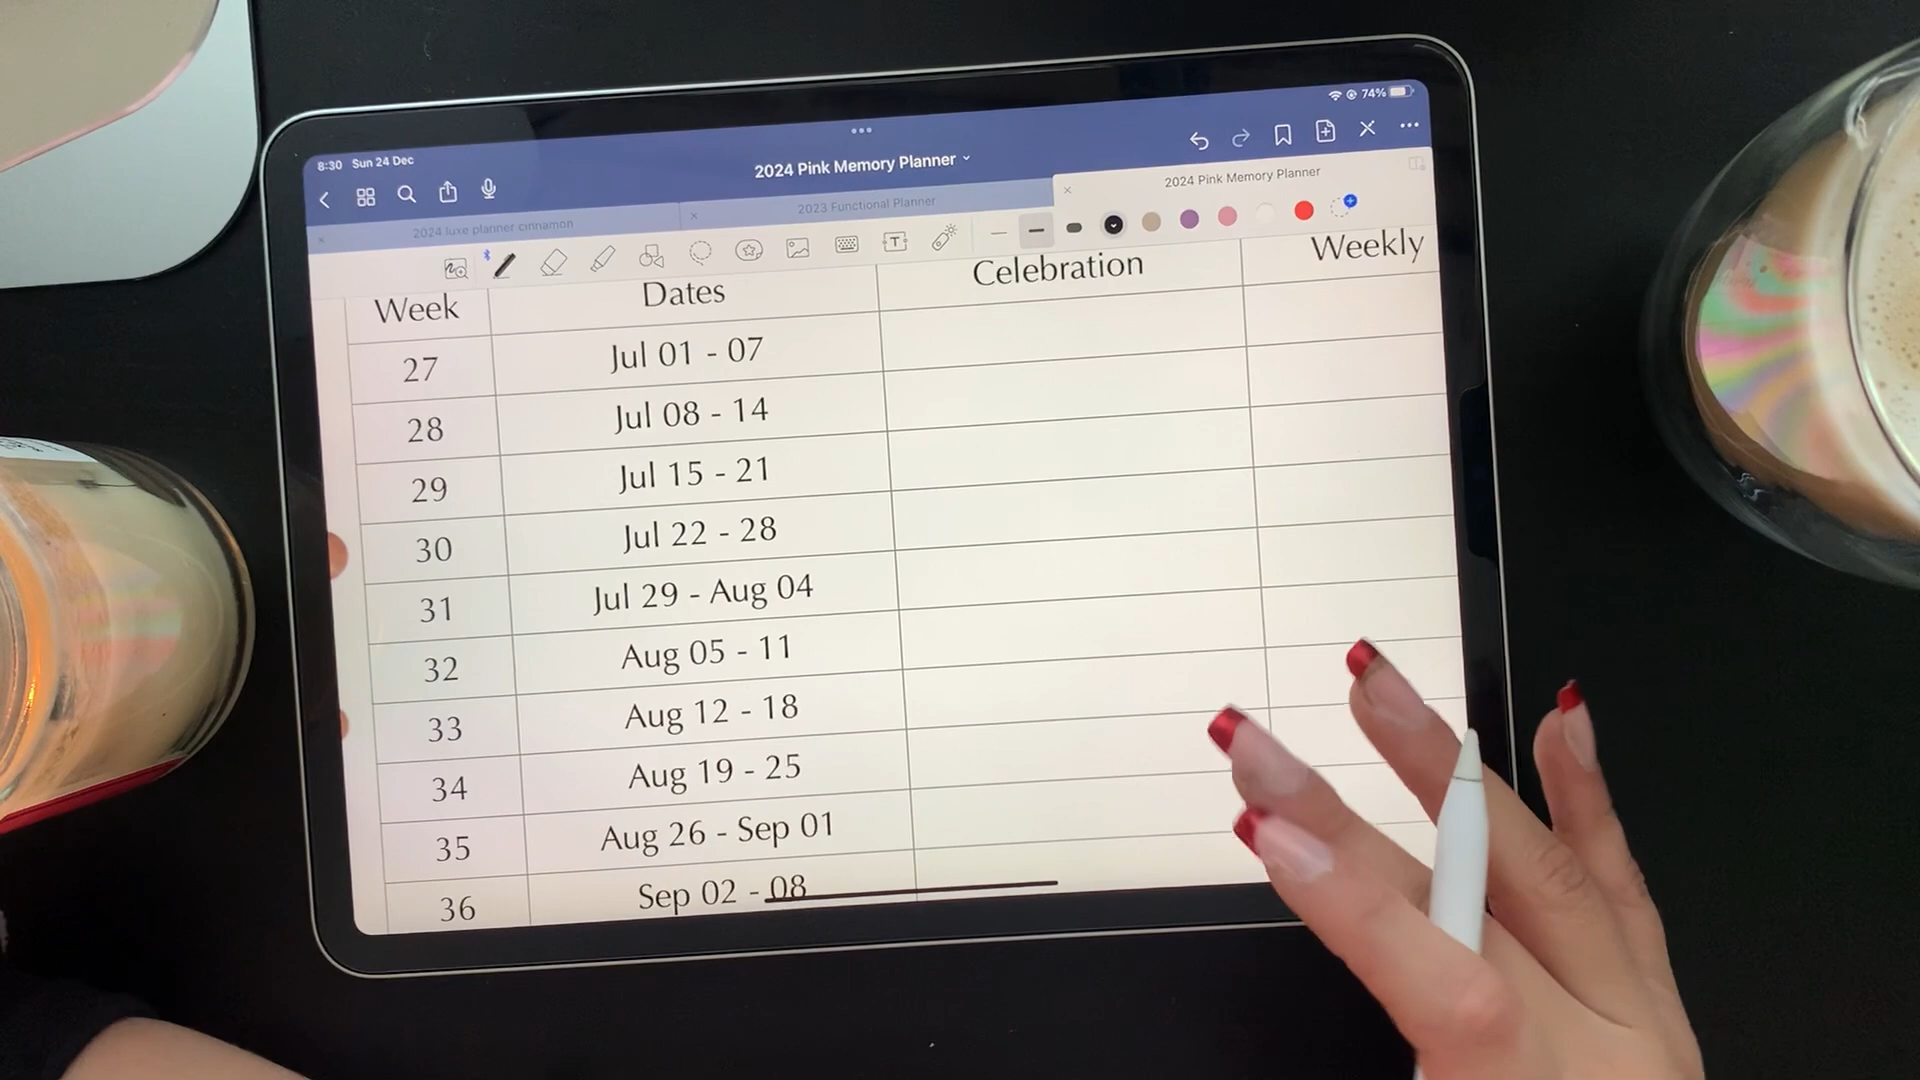 8:30 Sun 24 Dec
74%
2024 Pink Memory Planner
2024 luxe planner cinnamon
2023 Functional Planner
2024 Pink Memory Planner
Week Dates Celebration Weekly
27 Jul 01 - 07
28 Jul 08 - 14
29 Jul 15 - 21
30 Jul 22 - 28
31 Jul 29 - Aug 04
32 Aug 05 - 11
33 Aug 12 - 18
34 Aug 19 - 25
35 Aug 26 - Sep 01
36 Sep 02 - 08